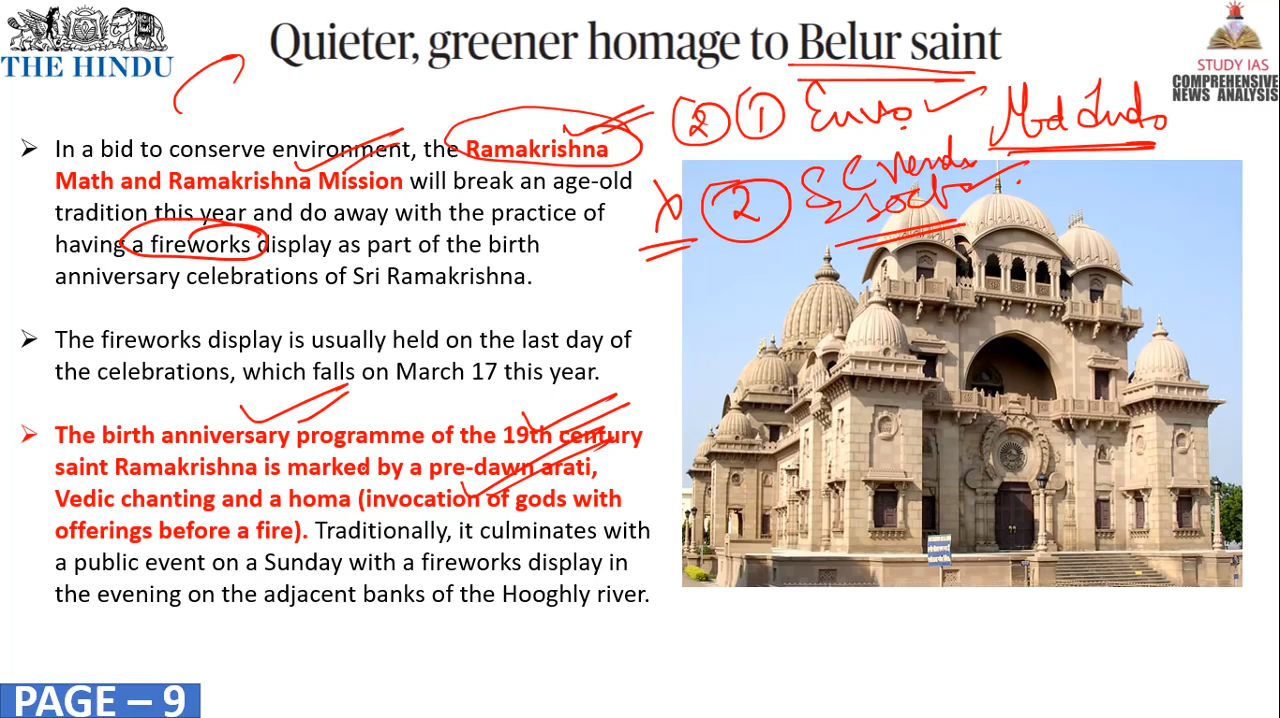 THE HINDU
Quieter, greener homage to Belur saint
STUDY IAS
COMPREHENSIVE
NEWS ANALYSIS
2 1 Enviro
Mod Indo
2
➢ In a bid to conserve environment, the Ramakrishna
Math and Ramakrishna Mission will break an age-old
tradition this year and do away with the practice of
having a fireworks display as part of the birth
anniversary celebrations of Sri Ramakrishna.
➢ The fireworks display is usually held on the last day of
the celebrations, which falls on March 17 this year.
➢ The birth anniversary programme of the 19th century
saint Ramakrishna is marked by a pre-dawn arati,
Vedic chanting and a homa (invocation of gods with
offerings before a fire). Traditionally, it culminates with
a public event on a Sunday with a fireworks display in
the evening on the adjacent banks of the Hooghly river.
PAGE – 9